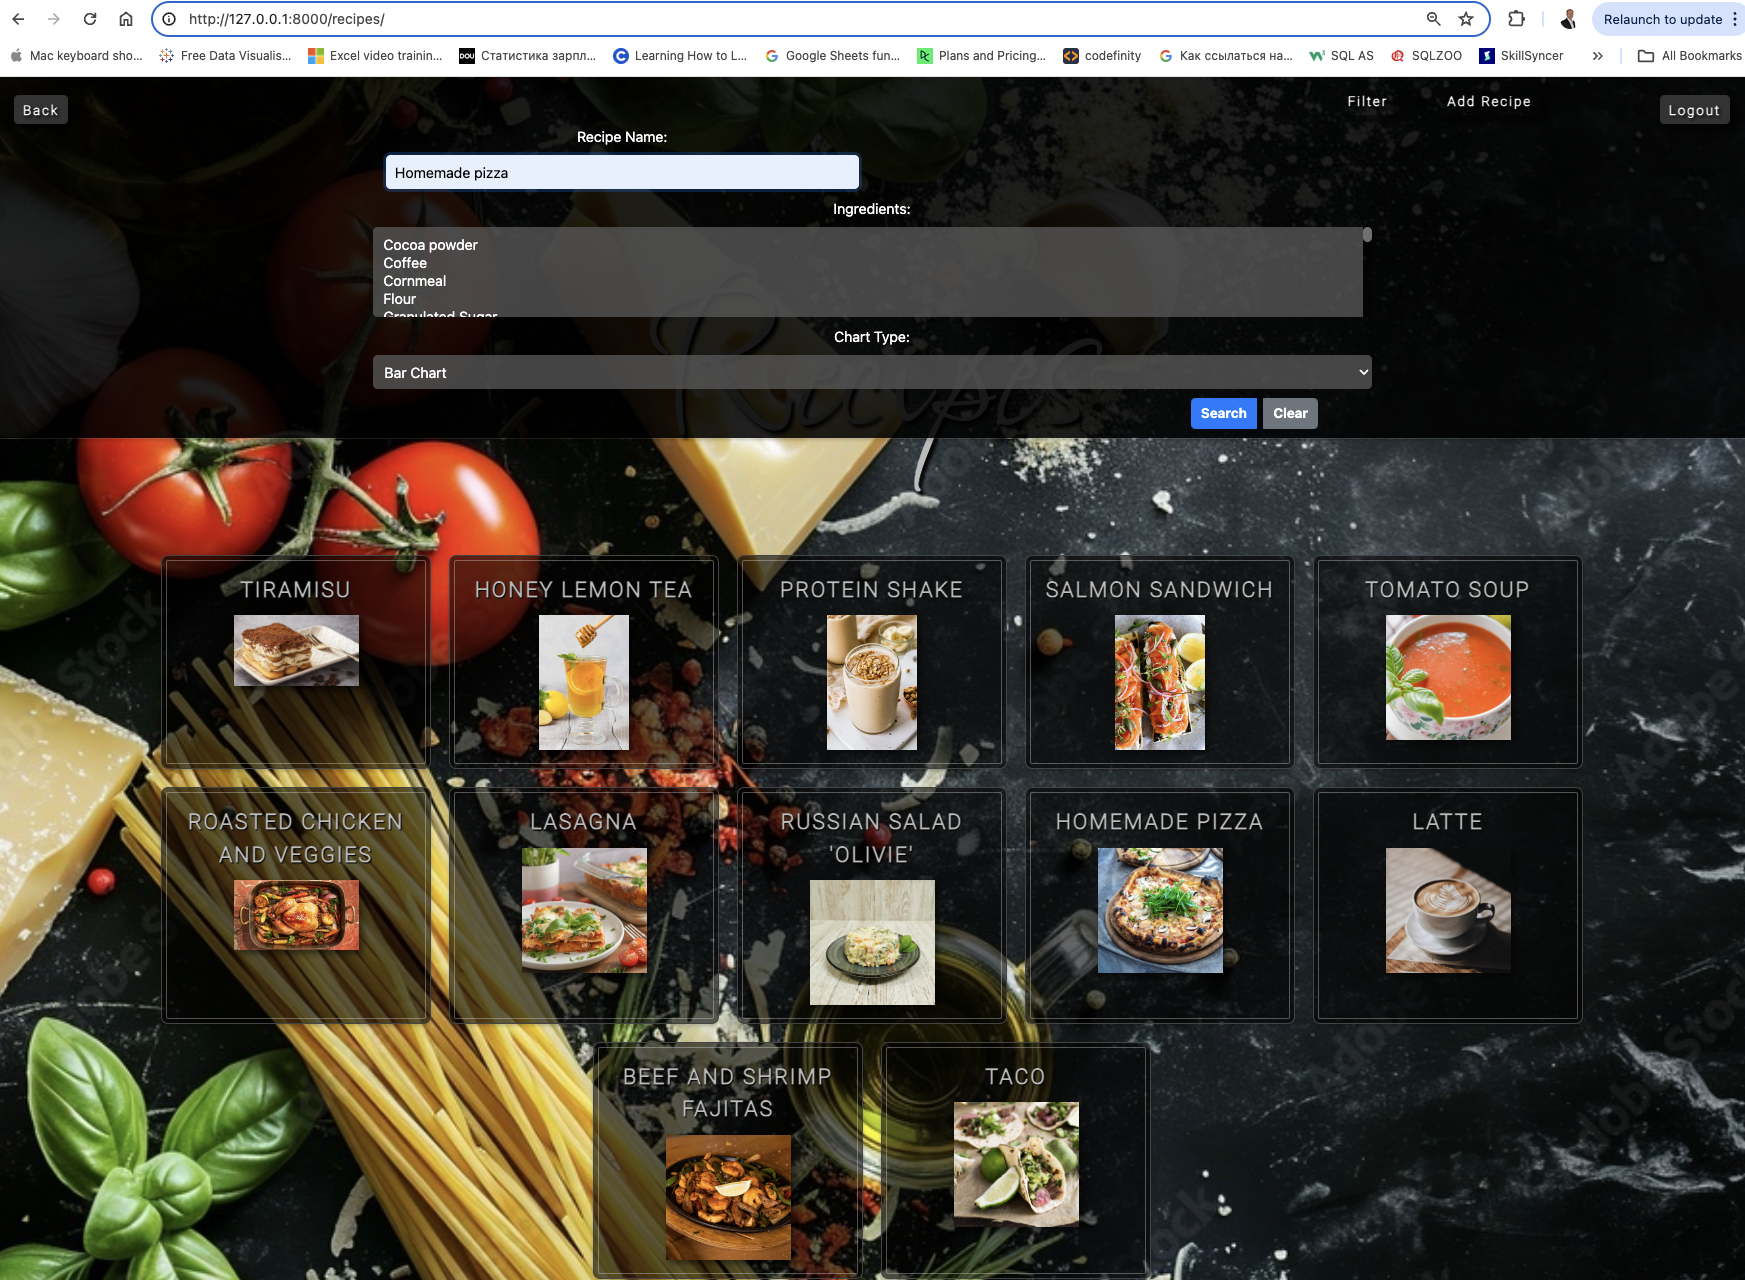 http://127.0.0.1:8000/recipes/
Relaunch to update
Mac keyboard sho...
Free Data Visualis...
Excel video trainin...
DOU
Статистика зарпл...
Learning How to L...
Google Sheets fun...
Plans and Pricing...
codefinity
Как ссылаться на...
SQL AS
SQLZOO
SkillSyncer
All Bookmarks
Back
Filter
Add Recipe
Logout
Recipe Name:
Homemade pizza
Ingredients:
Cocoa powder
Coffee
Cornmeal
Flour
Granulated Sugar
Chart Type:
Bar Chart
Recipes
Search
Clear
TIRAMISU
HONEY LEMON TEA
PROTEIN SHAKE
SALMON SANDWICH
TOMATO SOUP
ROASTED CHICKEN
AND VEGGIES
LASAGNA
RUSSIAN SALAD
'OLIVIE'
HOMEMADE PIZZA
LATTE
BEEF AND SHRIMP
FAJITAS
TACO